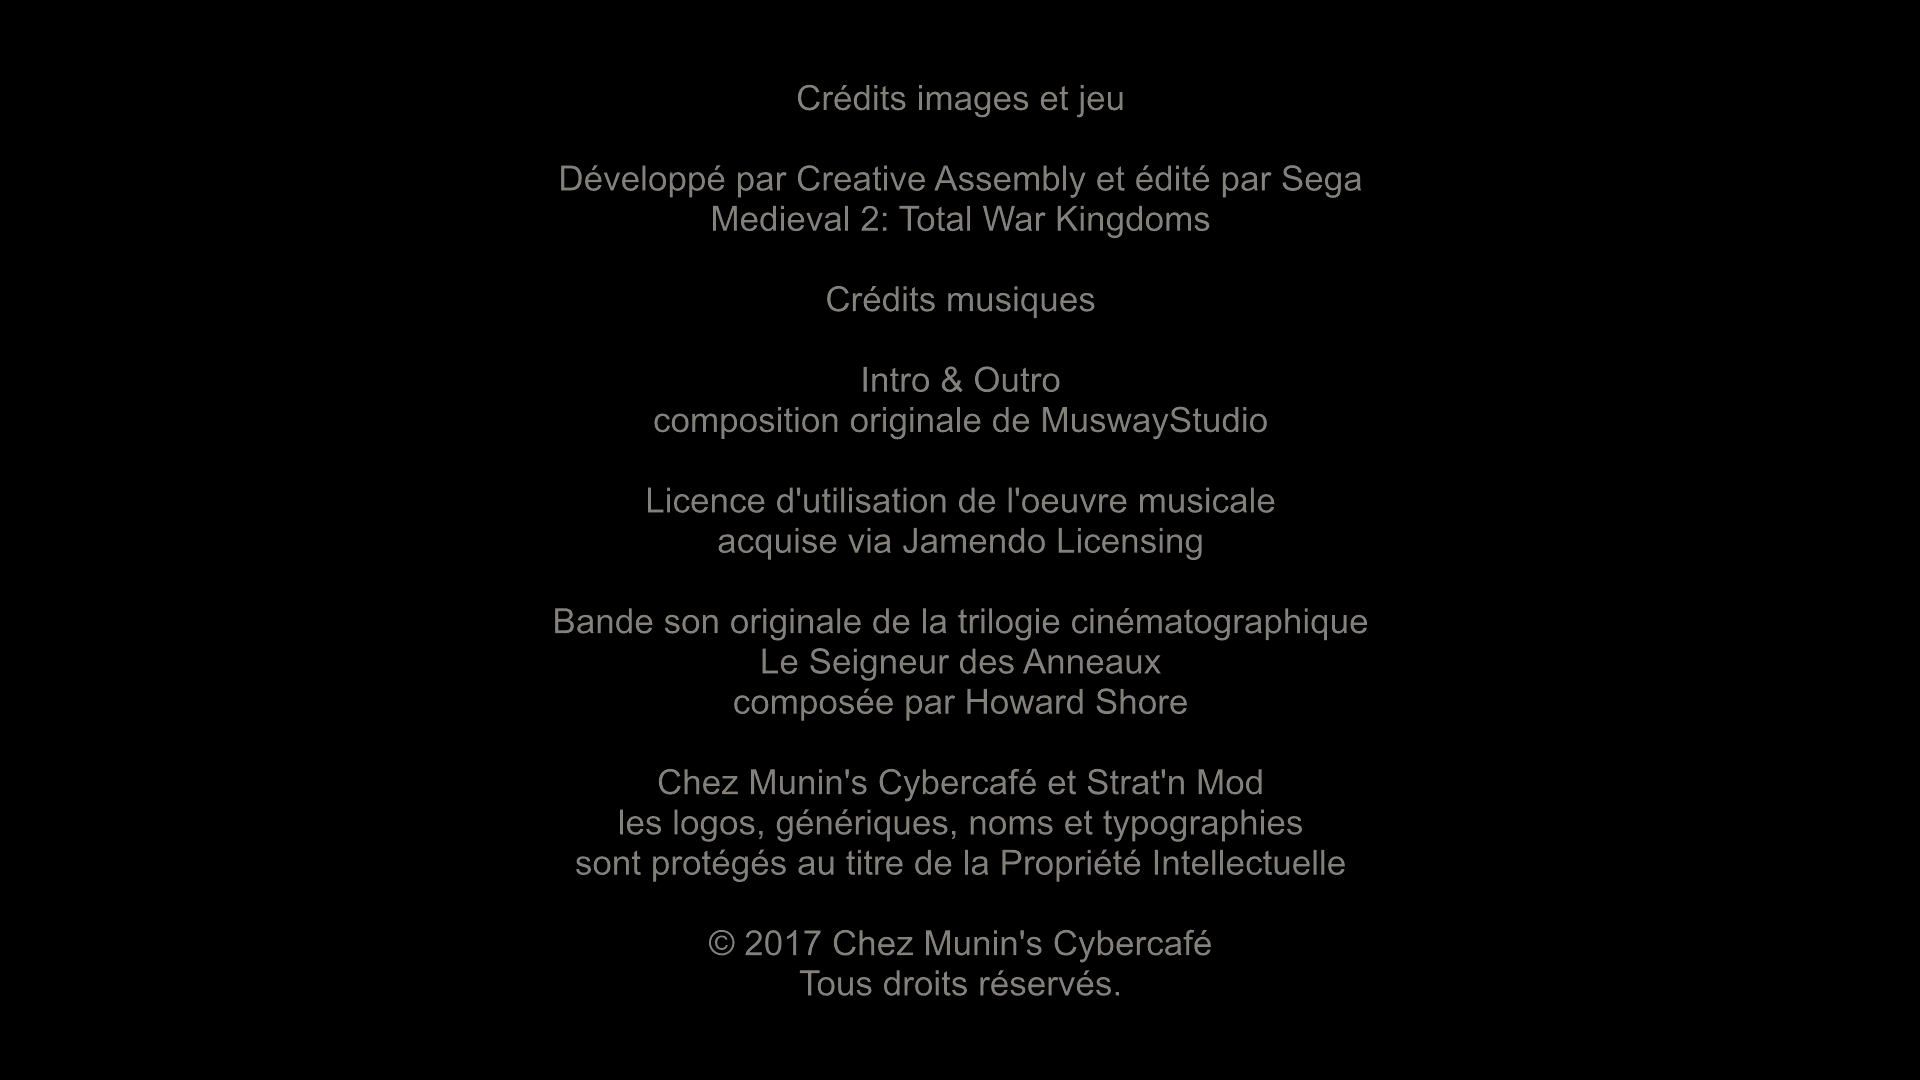 Crédits images et jeu
Développé par Creative Assembly et édité par Sega
Medieval 2: Total War Kingdoms
Crédits musiques
Intro & Outro
composition originale de MuswayStudio
Licence d'utilisation de l'oeuvre musicale
acquise via Jamendo Licensing
Bande son originale de la trilogie cinématographique
Le Seigneur des Anneaux
composée par Howard Shore
Chez Munin's Cybercafé et Strat'n Mod
les logos, génériques, noms et typographies
sont protégés au titre de la Propriété Intellectuelle
© 2017 Chez Munin's Cybercafé
Tous droits réservés.